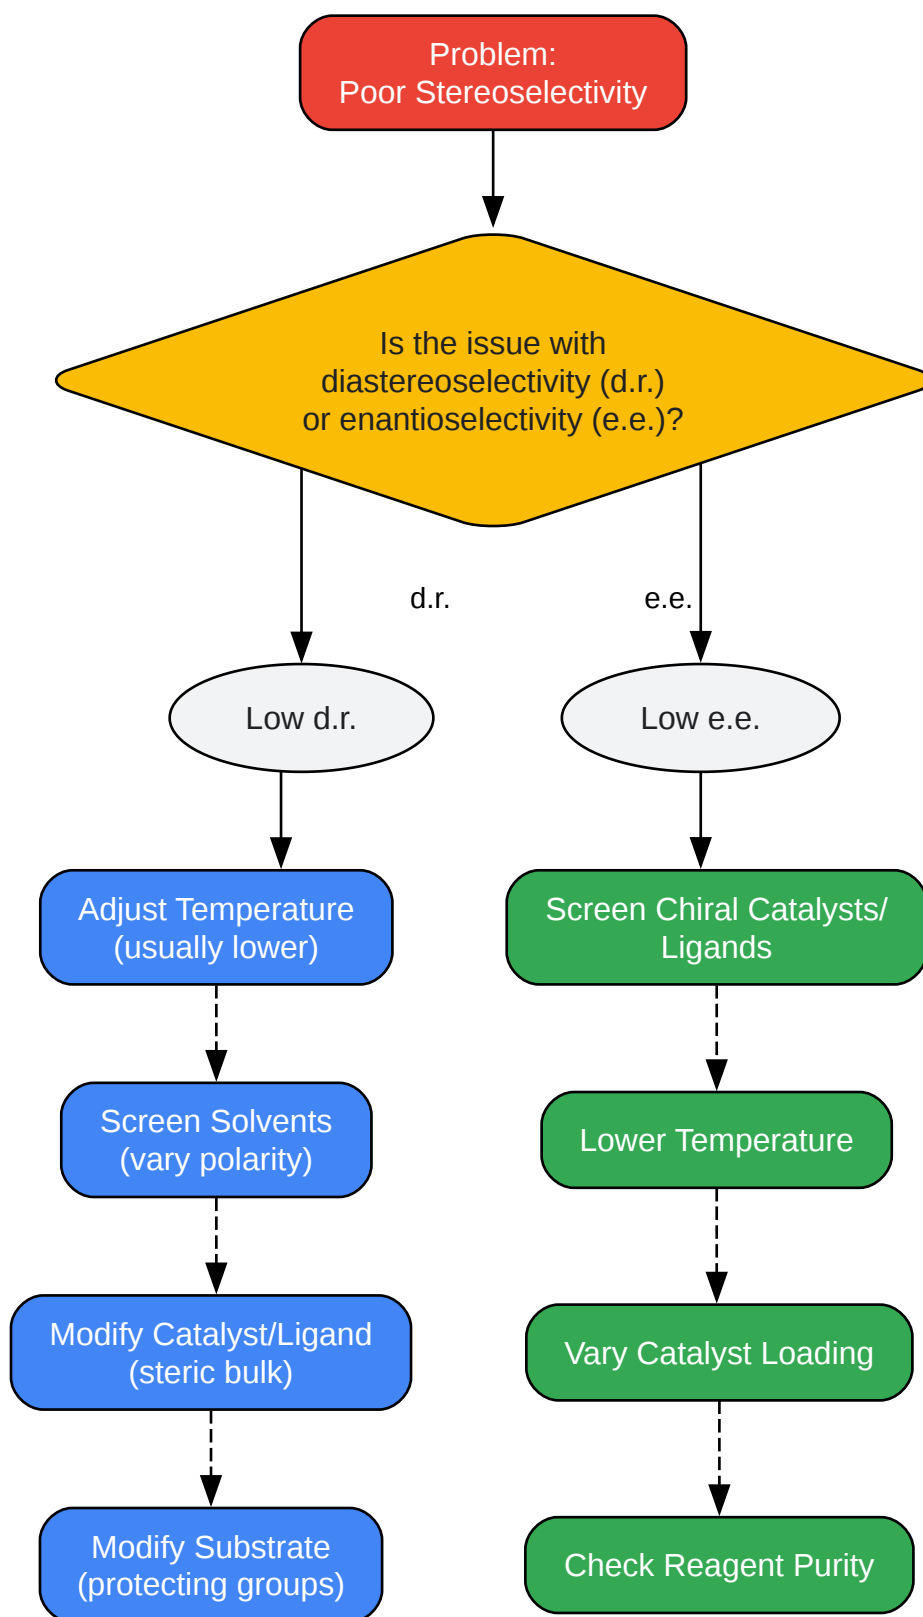 Problem:
Poor Stereoselectivity
Is the issue with
diastereoselectivity (d.r.)
or enantioselectivity (e.e.)?
d.r.
e.e.
Low d.r.
Low e.e.
Adjust Temperature
(usually lower)
Screen Chiral Catalysts/
Ligands
Screen Solvents
(vary polarity)
Lower Temperature
Modify Catalyst/Ligand
(steric bulk)
Vary Catalyst Loading
Modify Substrate
(protecting groups)
Check Reagent Purity